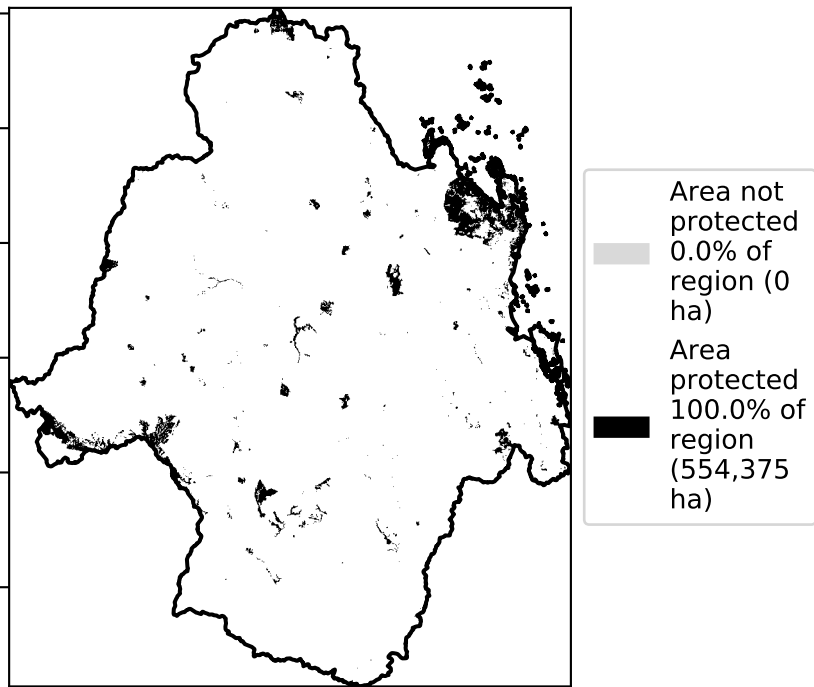 Area not
protected
0.0% of
region (0
ha)
Area
protected
100.0% of
region
(554,375
ha)